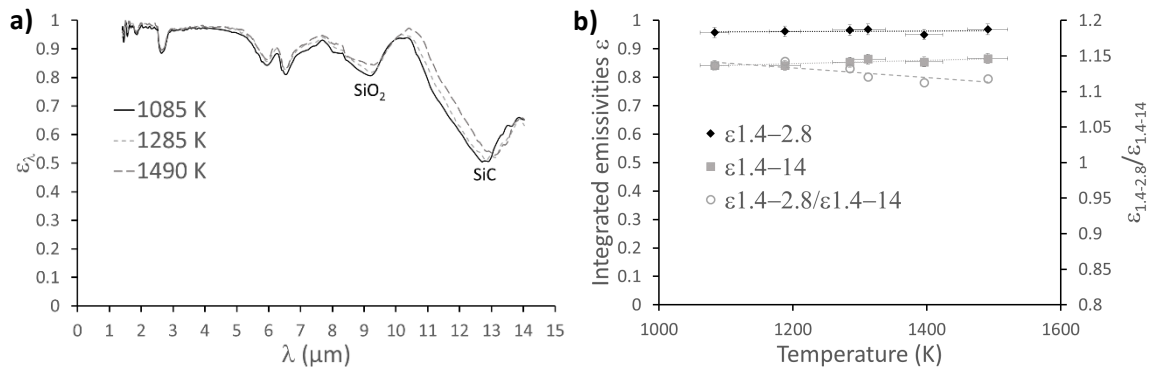 a)
1
0.9
0.8
0.7
0.6
0.5
0.4
0.3
0.2
0.1
0
ελ
SiO2
SiC
1085 K
1285 K
1490 K
0 1 2 3 4 5 6 7 8 9 10 11 12 13 14 15
λ (μm)
b)
1
0.9
0.8
0.7
0.6
0.5
0.4
0.3
0.2
0.1
0
Integrated emissivities ε
ε1.4–2.8
ε1.4–14
ε1.4–2.8/ε1.4–14
1.2
1.15
1.1
1.05
1
0.95
0.9
0.85
0.8
ε1.4-2.8/ε1.4-14
1000 1200 1400 1600
Temperature (K)